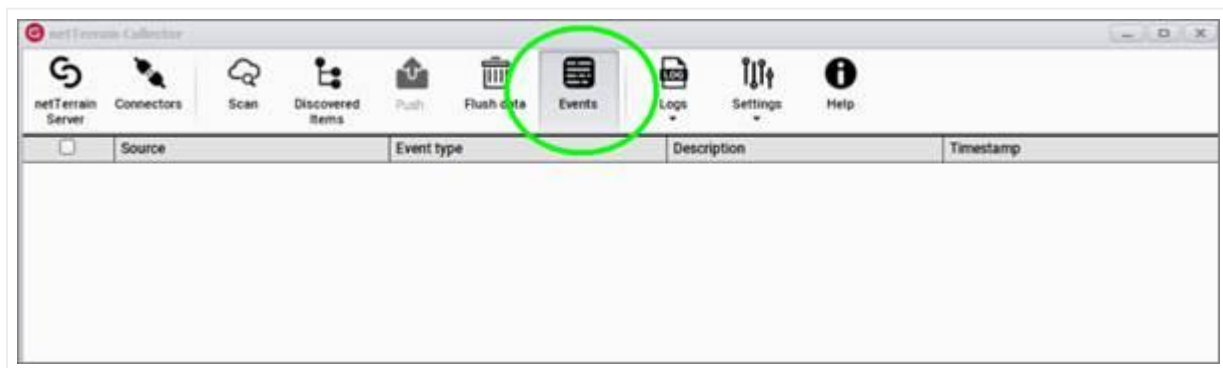 netTerrain Collector
netTerrain Server
Connectors
Scan
Discovered Items
Push
Flush data
Events
LOG
Logs
Settings
Help
Source Event type Description Timestamp